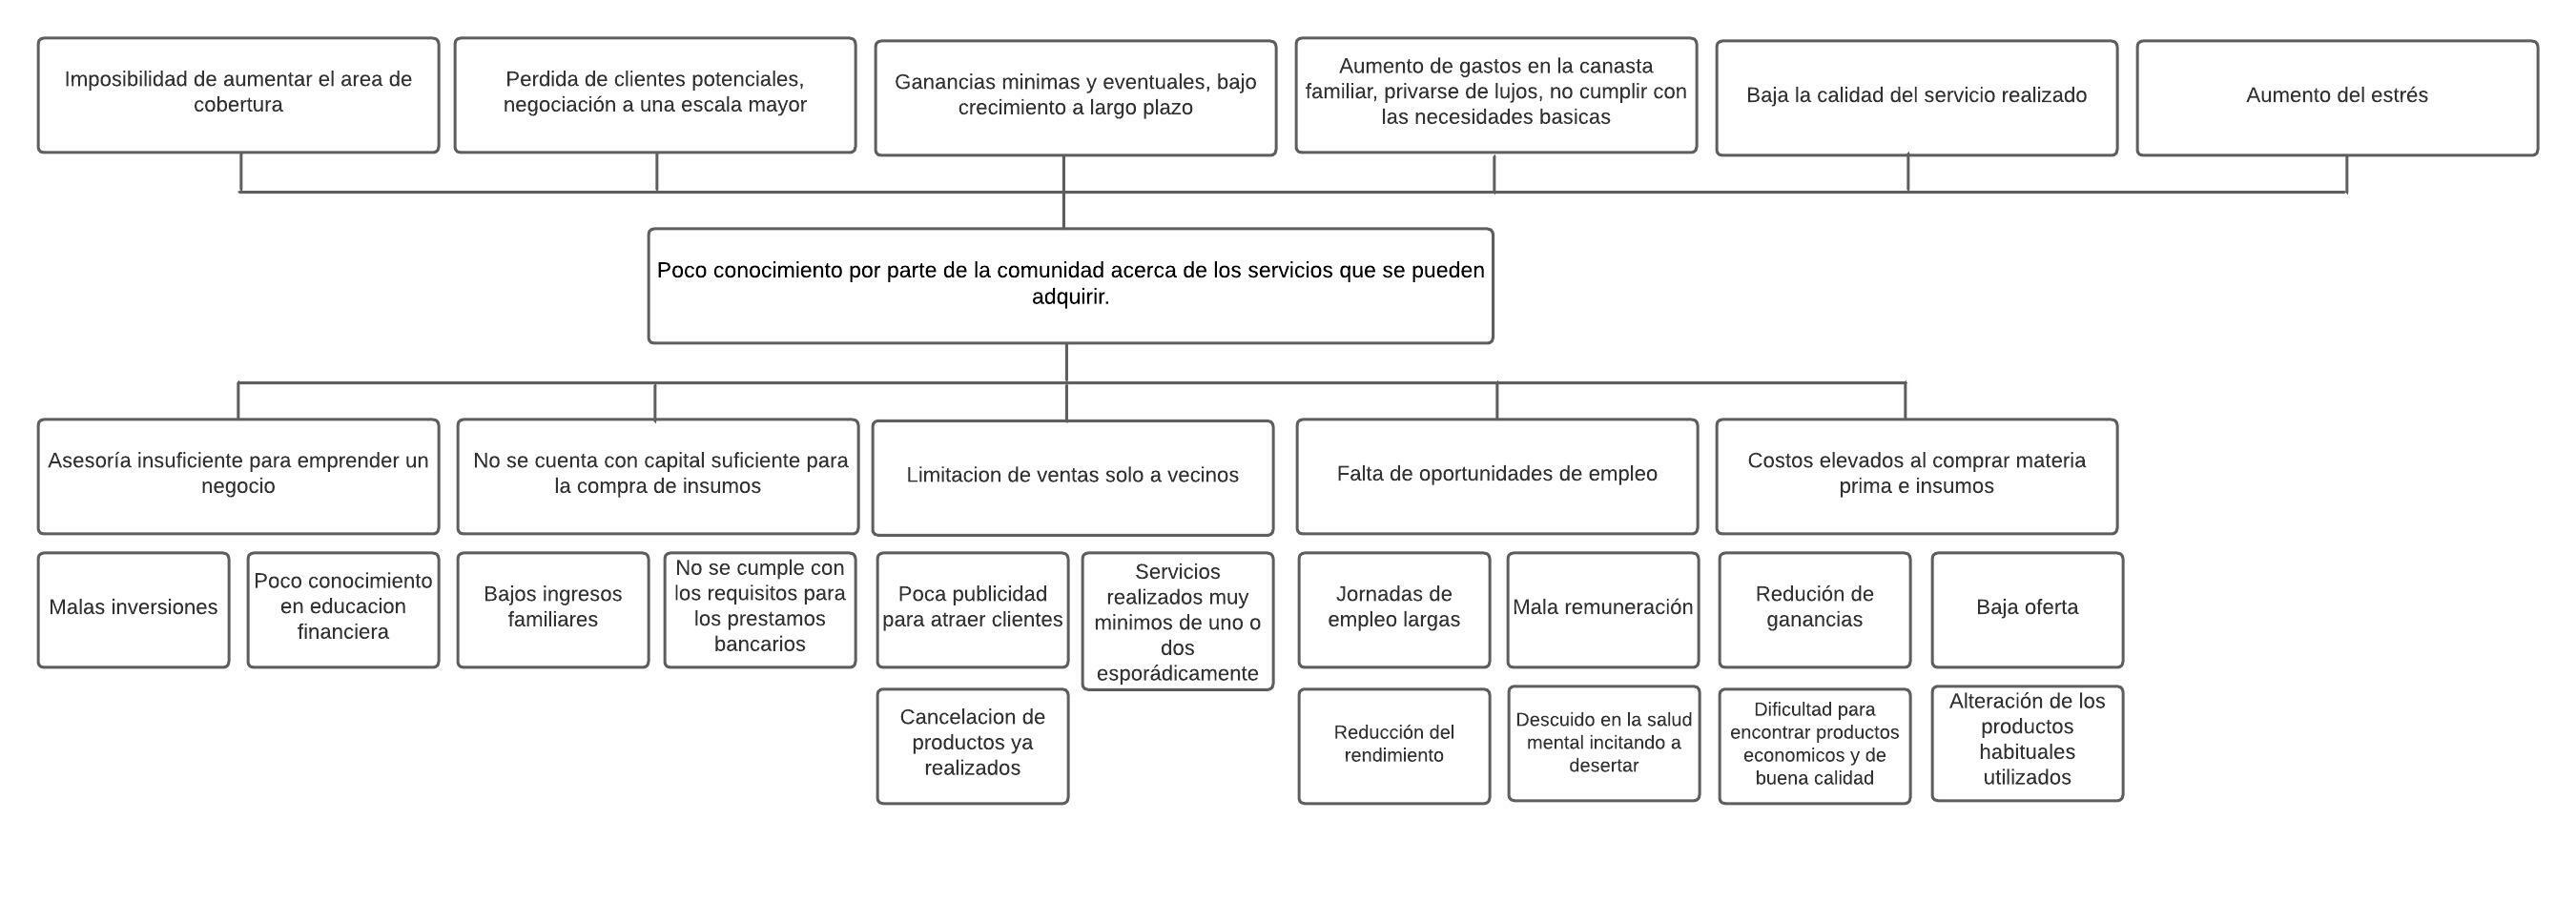 Imposibilidad de aumentar el area de
cobertura
Perdida de clientes potenciales,
negociación a una escala mayor
Ganancias minimas y eventuales, bajo
crecimiento a largo plazo
Aumento de gastos en la canasta
familiar, privarse de lujos, no cumplir con
las necesidades basicas
Baja la calidad del servicio realizado
Aumento del estrés
Poco conocimiento por parte de la comunidad acerca de los servicios que se pueden
adquirir.
Asesoría insuficiente para emprender un
negocio
No se cuenta con capital suficiente para
la compra de insumos
Limitacion de ventas solo a vecinos
Falta de oportunidades de empleo
Costos elevados al comprar materia
prima e insumos
Malas inversiones
Poco conocimiento
en educacion
financiera
Bajos ingresos
familiares
No se cumple con
los requisitos para
los prestamos
bancarios
Poca publicidad
para atraer clientes
Servicios
realizados muy
minimos de uno o
dos
esporádicamente
Jornadas de
empleo largas
Mala remuneración
Redución de
ganancias
Baja oferta
Cancelacion de
productos ya
realizados
Reducción del
rendimiento
Descuido en la salud
mental incitando a
desertar
Dificultad para
encontrar productos
economicos y de
buena calidad
Alteración de los
productos
habituales
utilizados